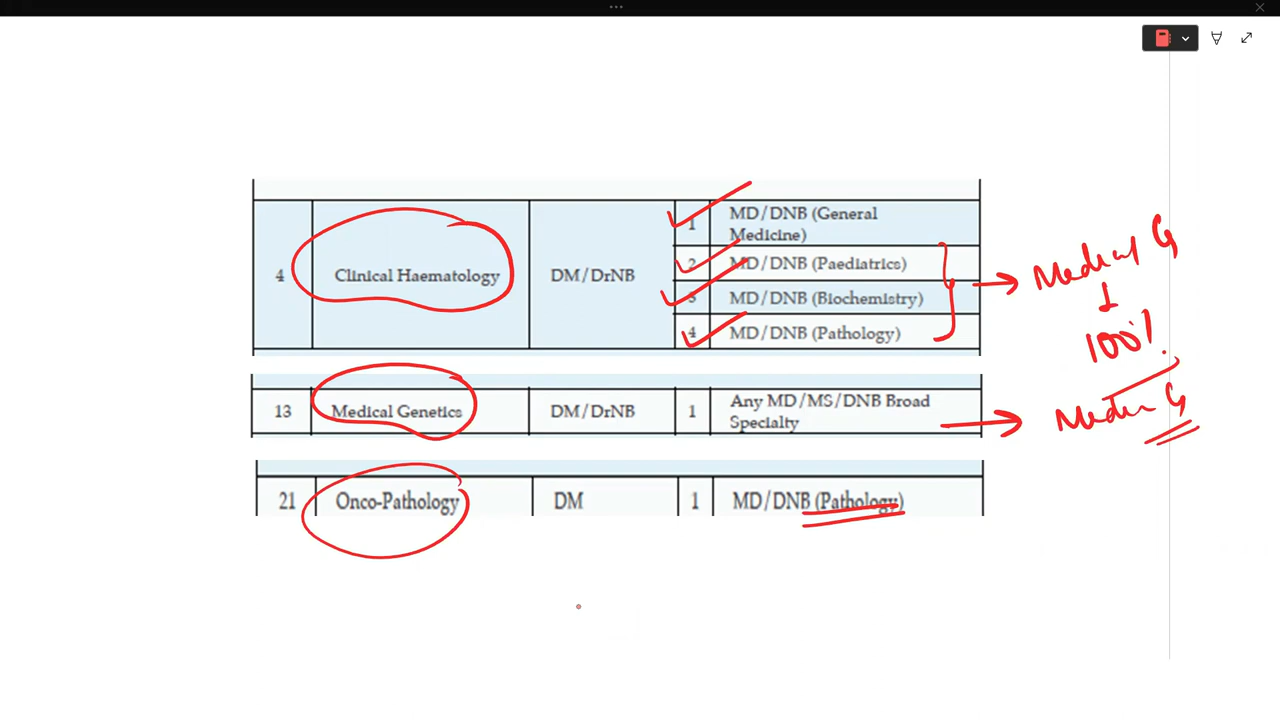 4
Clinical Haematology
DM/DrNB
1
MD/DNB (General
Medicine)
2
MD/DNB (Paediatrics)
3
MD/DNB (Biochemistry)
4
MD/DNB (Pathology)
Medical G
100%
13
Medical Genetics
DM/DrNB
1
Any MD/MS/DNB Broad
Specialty
G
21
Onco-Pathology
DM
1
MD/DNB (Pathology)